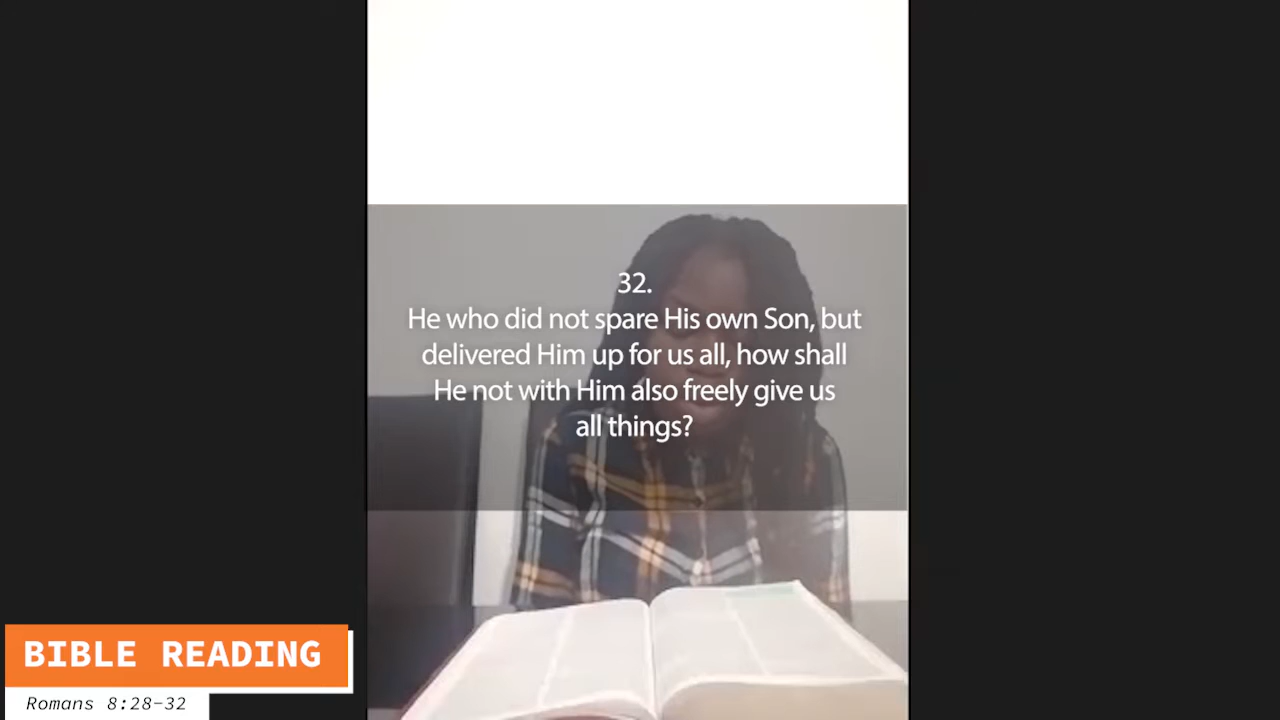 32.
He who did not spare His own Son, but
delivered Him up for us all, how shall
He not with Him also freely give us
all things?
BIBLE READING
Romans 8:28-32